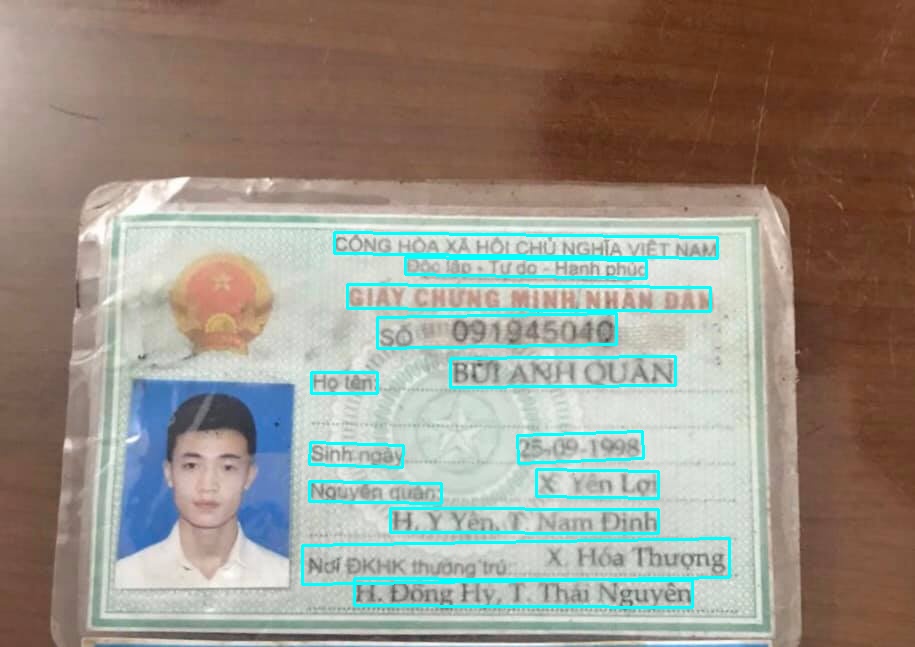 CỘNG HÒA XÃ HỘI CHỦ NGHĨA VIỆT NAM
Độc lập - Tự do - Hạnh phúc
GIẤY CHỨNG MINH NHÂN DÂN
SỐ 091945040
Họ tên: BÙI ANH QUÂN
Sinh ngày 25-09-1998
Nguyên quán: X. Yên Lợi
H. Ý Yên, T. Nam Định
Nơi ĐKHK thường trú: X. Hóa Thượng
H. Đồng Hỷ, T. Thái Nguyên